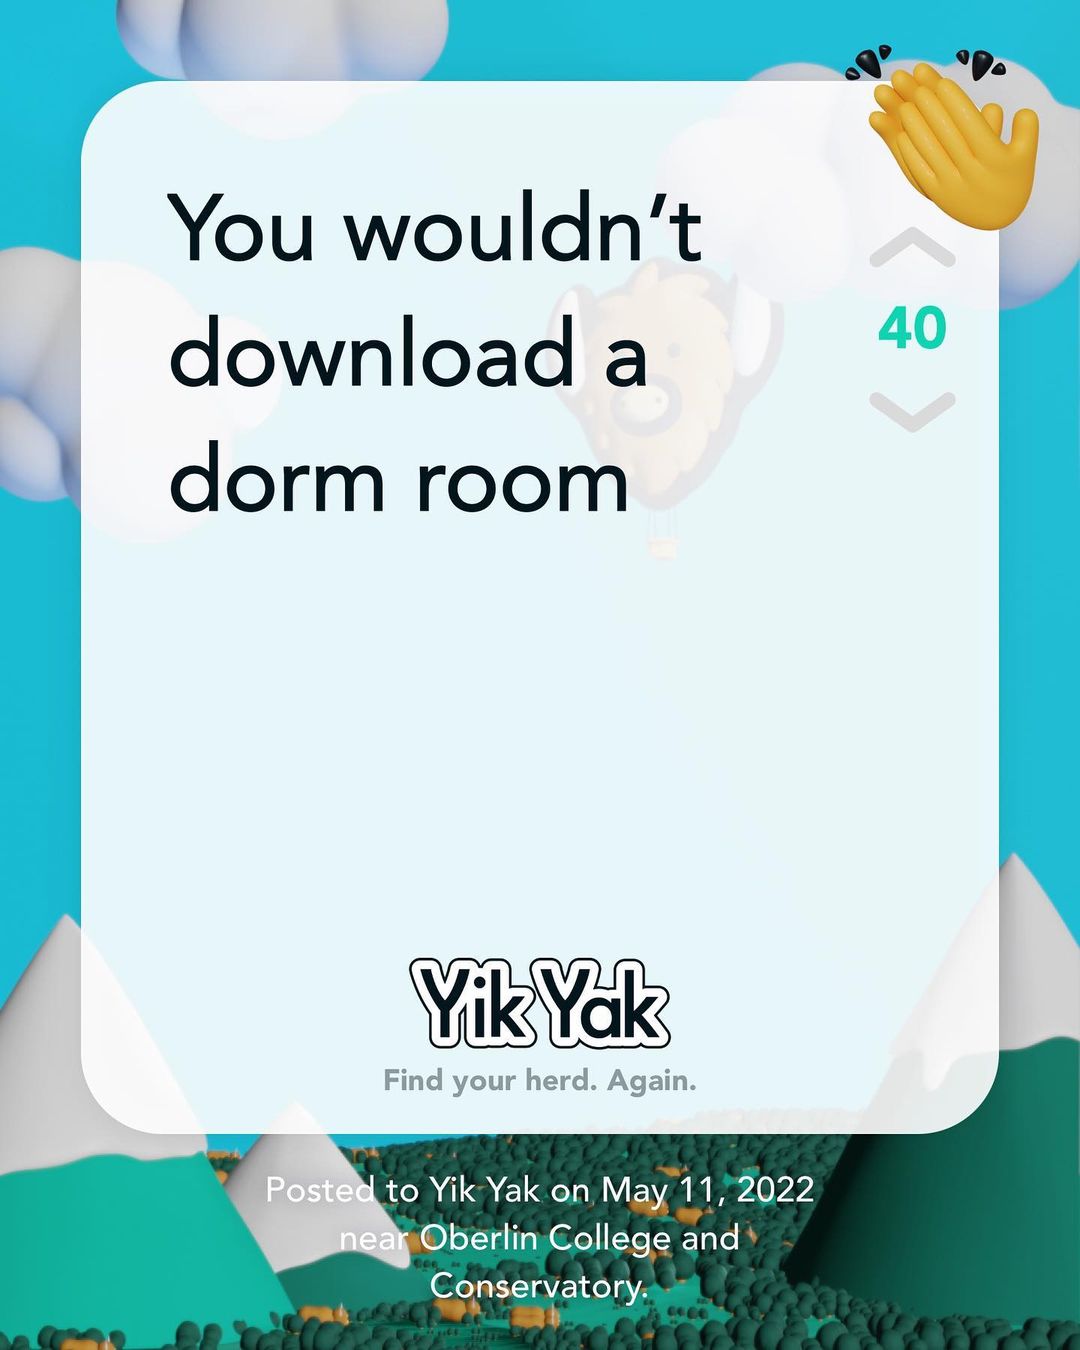 You wouldn’t
download a
dorm room
40
Yik Yak
Find your herd. Again.
Posted to Yik Yak on May 11, 2022
near Oberlin College and
Conservatory.